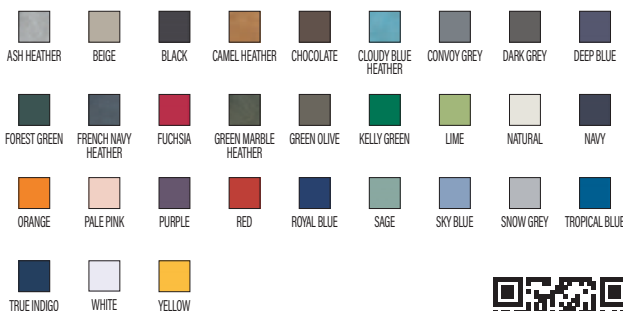 ASH HEATHER
BEIGE
BLACK
CAMEL HEATHER
CHOCOLATE
CLOUDY BLUE
HEATHER
CONVOY GREY
DARK GREY
DEEP BLUE
FOREST GREEN
FRENCH NAVY
HEATHER
FUCHSIA
GREEN MARBLE
HEATHER
GREEN OLIVE
KELLY GREEN
LIME
NATURAL
NAVY
ORANGE
PALE PINK
PURPLE
RED
ROYAL BLUE
SAGE
SKY BLUE
SNOW GREY
TROPICAL BLUE
TRUE INDIGO
WHITE
YELLOW